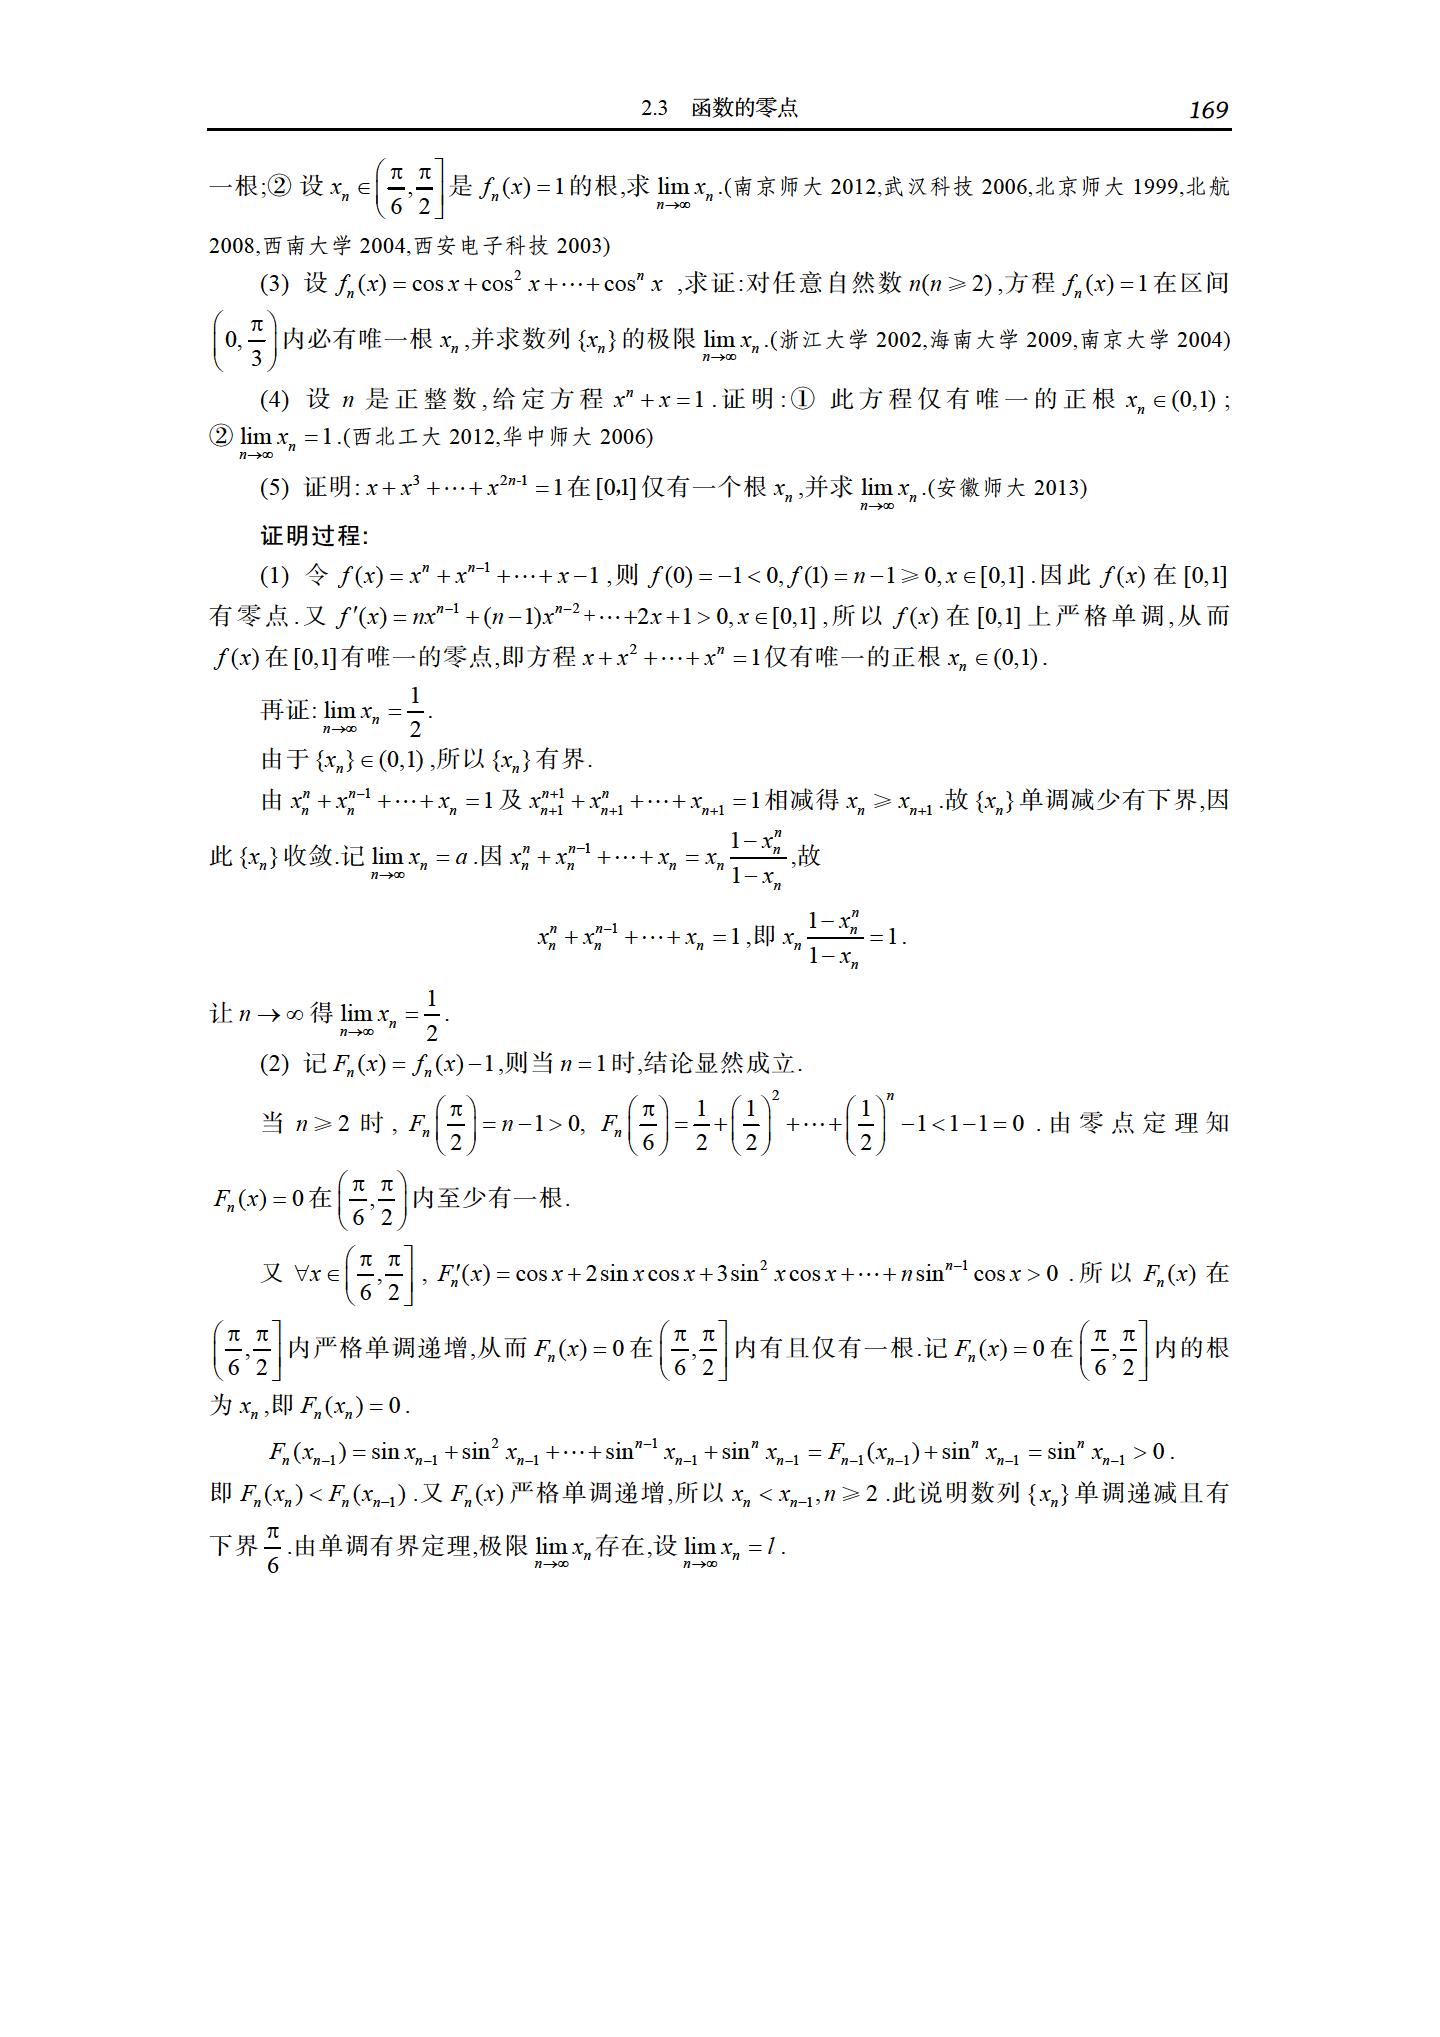 2.3 函数的零点 169
一根;② 设 $x_n \in \left(\frac{\pi}{6}, \frac{\pi}{2}\right]$ 是 $f_n(x) = 1$ 的根,求 $\lim_{n \to \infty} x_n$.(南京师大 2012,武汉科技 2006,北京师大 1999,北航
2008,西南大学 2004,西安电子科技 2003)
(3) 设 $f_n(x) = \cos x + \cos^2 x + \cdots + \cos^n x$ ,求证:对任意自然数 $n(n \geqslant 2)$,方程 $f_n(x) = 1$ 在区间
$\left(0, \frac{\pi}{3}\right)$ 内必有唯一根 $x_n$,并求数列 $\{x_n\}$ 的极限 $\lim_{n \to \infty} x_n$.(浙江大学 2002,海南大学 2009,南京大学 2004)
(4) 设 $n$ 是正整数,给定方程 $x^n + x = 1$.证明:① 此方程仅有唯一的正根 $x_n \in (0,1)$;
② $\lim_{n \to \infty} x_n = 1$.(西北工大 2012,华中师大 2006)
(5) 证明: $x + x^3 + \cdots + x^{2n-1} = 1$ 在 $[0,1]$ 仅有一个根 $x_n$,并求 $\lim_{n \to \infty} x_n$.(安徽师大 2013)
证明过程:
(1) 令 $f(x) = x^n + x^{n-1} + \cdots + x - 1$,则 $f(0) = -1 < 0, f(1) = n - 1 \geqslant 0, x \in [0,1]$.因此 $f(x)$ 在 $[0,1]$
有零点.又 $f'(x) = nx^{n-1} + (n-1)x^{n-2} + \cdots + 2x + 1 > 0, x \in [0,1]$,所以 $f(x)$ 在 $[0,1]$ 上严格单调,从而
$f(x)$ 在 $[0,1]$ 有唯一的零点,即方程 $x + x^2 + \cdots + x^n = 1$ 仅有唯一的正根 $x_n \in (0,1)$.
再证: $\lim_{n \to \infty} x_n = \frac{1}{2}$.
由于 $\{x_n\} \in (0,1)$,所以 $\{x_n\}$ 有界.
由 $x_n^n + x_n^{n-1} + \cdots + x_n = 1$ 及 $x_{n+1}^{n+1} + x_{n+1}^n + \cdots + x_{n+1} = 1$ 相减得 $x_n \geqslant x_{n+1}$.故 $\{x_n\}$ 单调减少有下界,因
此 $\{x_n\}$ 收敛.记 $\lim_{n \to \infty} x_n = a$.因 $x_n^n + x_n^{n-1} + \cdots + x_n = x_n \frac{1 - x_n^n}{1 - x_n}$,故
$x_n^n + x_n^{n-1} + \cdots + x_n = 1$,即 $x_n \frac{1 - x_n^n}{1 - x_n} = 1$.
让 $n \to \infty$ 得 $\lim_{n \to \infty} x_n = \frac{1}{2}$.
(2) 记 $F_n(x) = f_n(x) - 1$,则当 $n = 1$ 时,结论显然成立.
当 $n \geqslant 2$ 时, $F_n\left(\frac{\pi}{2}\right) = n - 1 > 0$, $F_n\left(\frac{\pi}{6}\right) = \frac{1}{2} + \left(\frac{1}{2}\right)^2 + \cdots + \left(\frac{1}{2}\right)^n - 1 < 1 - 1 = 0$ .由零点定理知
$F_n(x) = 0$ 在 $\left(\frac{\pi}{6}, \frac{\pi}{2}\right)$ 内至少有一根.
又 $\forall x \in \left(\frac{\pi}{6}, \frac{\pi}{2}\right]$, $F_n'(x) = \cos x + 2\sin x \cos x + 3\sin^2 x \cos x + \cdots + n\sin^{n-1} \cos x > 0$ .所以 $F_n(x)$ 在
$\left(\frac{\pi}{6}, \frac{\pi}{2}\right]$ 内严格单调递增,从而 $F_n(x) = 0$ 在 $\left(\frac{\pi}{6}, \frac{\pi}{2}\right]$ 内有且仅有一根.记 $F_n(x) = 0$ 在 $\left(\frac{\pi}{6}, \frac{\pi}{2}\right]$ 内的根
为 $x_n$,即 $F_n(x_n) = 0$.
$F_n(x_{n-1}) = \sin x_{n-1} + \sin^2 x_{n-1} + \cdots + \sin^{n-1} x_{n-1} + \sin^n x_{n-1} = F_{n-1}(x_{n-1}) + \sin^n x_{n-1} = \sin^n x_{n-1} > 0$.
即 $F_n(x_n) < F_n(x_{n-1})$.又 $F_n(x)$ 严格单调递增,所以 $x_n < x_{n-1}, n \geqslant 2$.此说明数列 $\{x_n\}$ 单调递减且有
下界 $\frac{\pi}{6}$.由单调有界定理,极限 $\lim_{n \to \infty} x_n$ 存在,设 $\lim_{n \to \infty} x_n = l$.